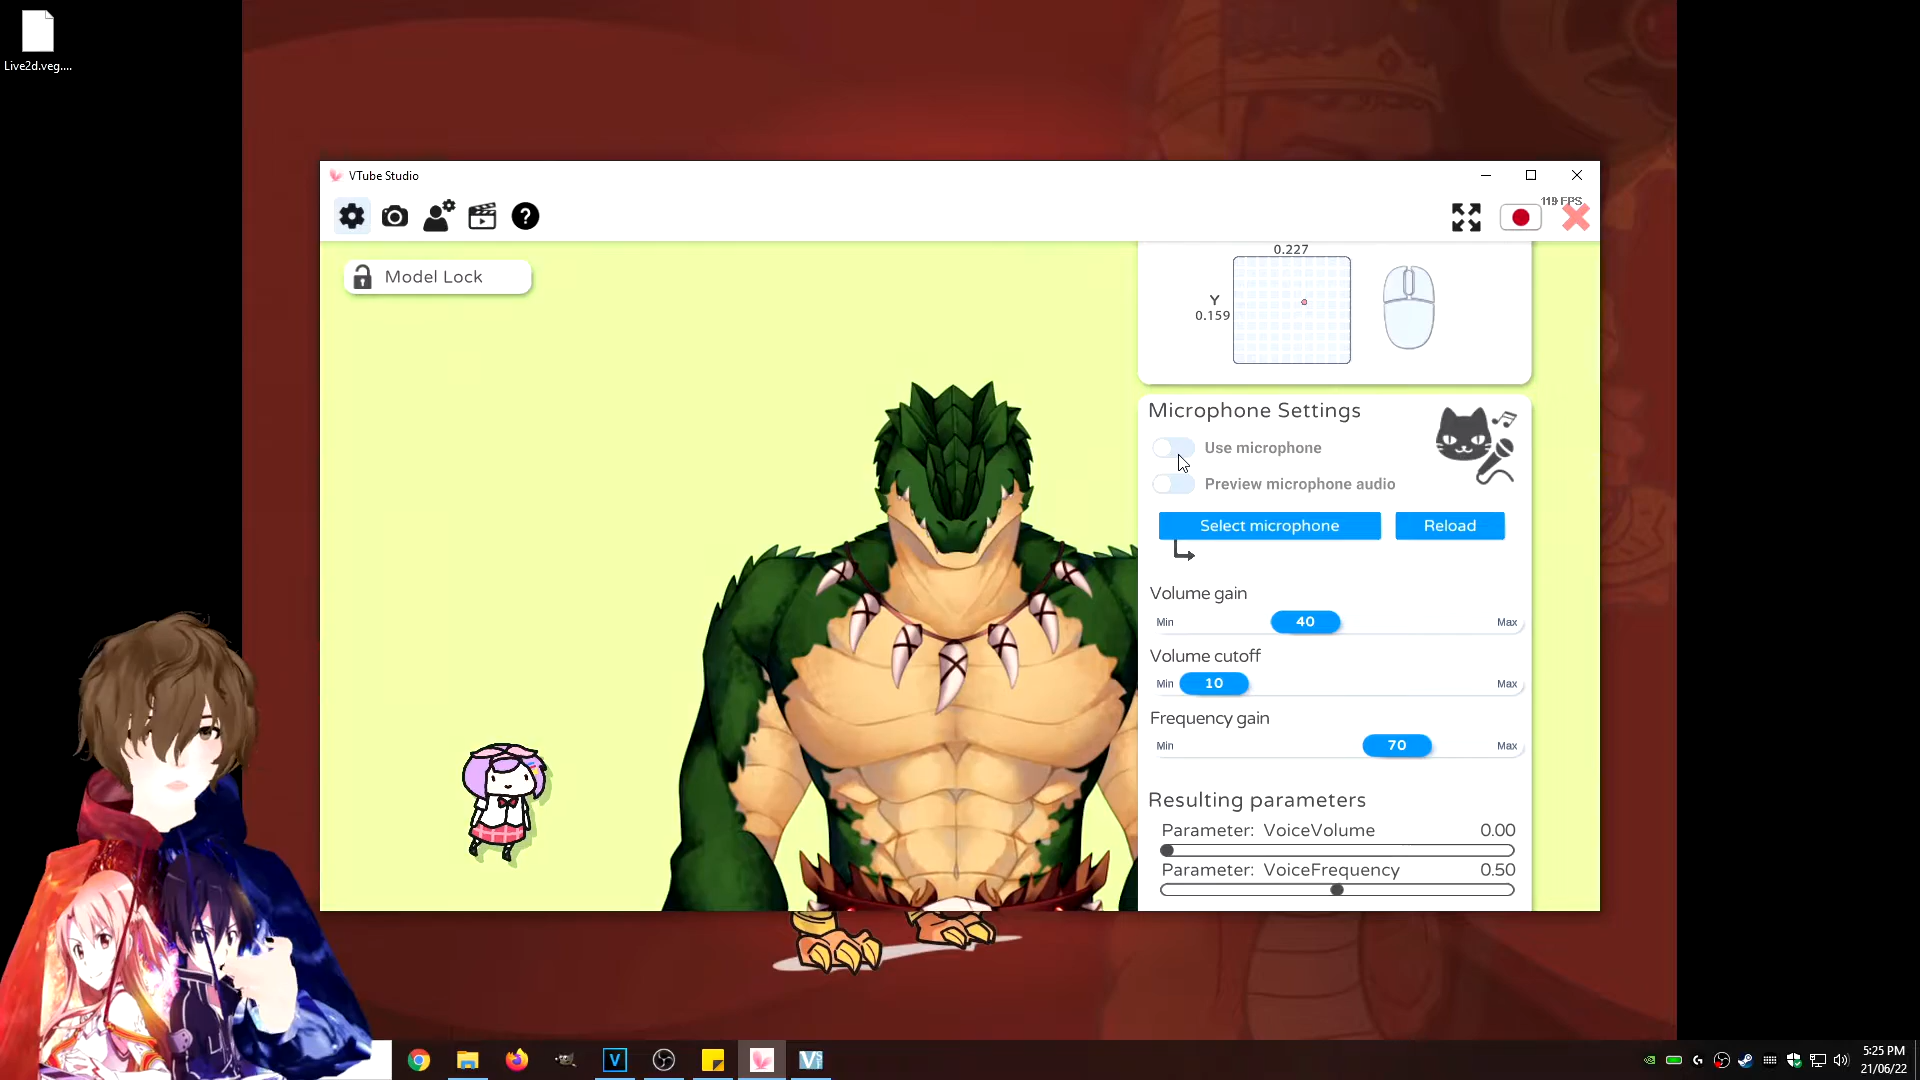 Live2d.veg....
VTube Studio
119 FPS
Model Lock
0.227
Y
0.159
Microphone Settings
Use microphone
Preview microphone audio
Select microphone
Reload
Volume gain
Min
40
Max
Volume cutoff
Min
10
Max
Frequency gain
Min
70
Max
Resulting parameters
Parameter: VoiceVolume 0.00
Parameter: VoiceFrequency 0.50
5:25 PM
21/06/22